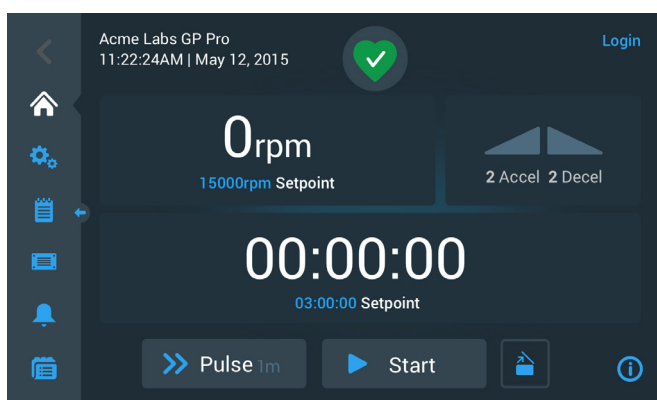 Acme Labs GP Pro
11:22:24AM | May 12, 2015
Login
0rpm
15000rpm Setpoint
2 Accel 2 Decel
00:00:00
03:00:00 Setpoint
Pulse 1m
Start